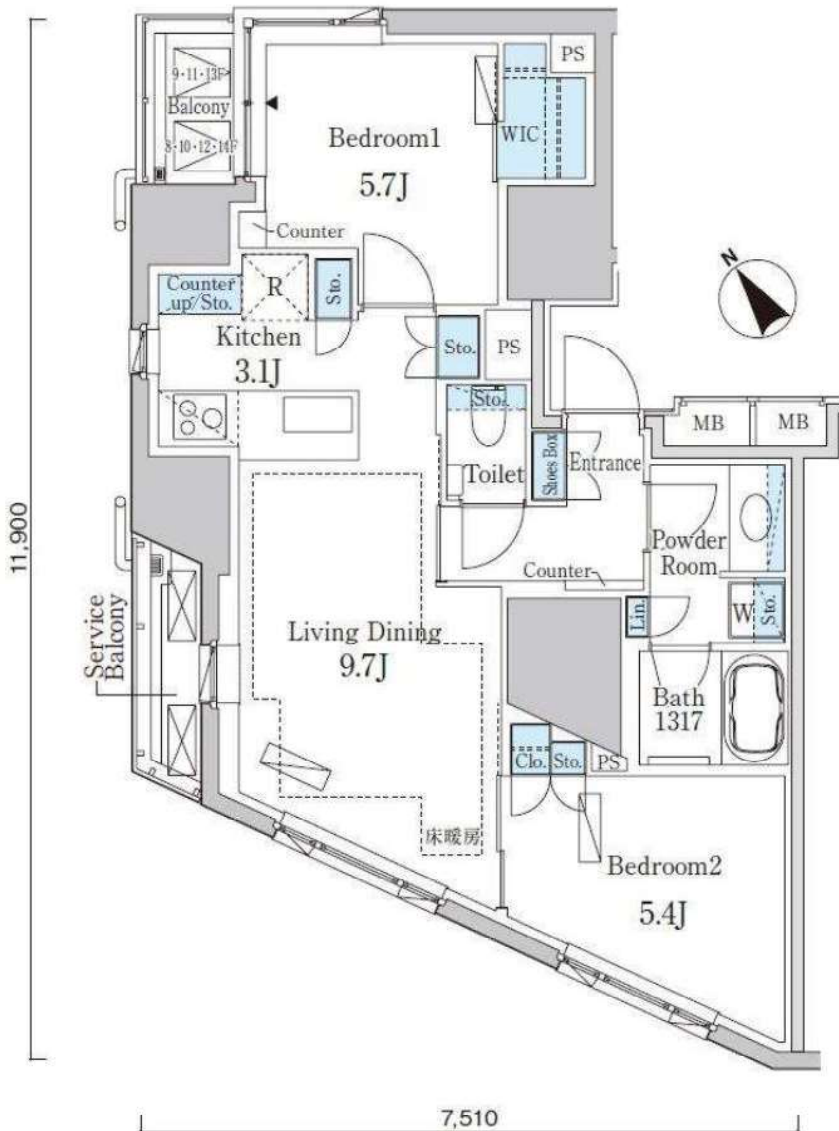 9・11・13F
Balcony
8・10・12・14F
PS
WIC
Bedroom1
5.7J
Counter
Counter
up/Sto.
R
Sto.
Kitchen
3.1J
Sto.
PS
N
Sto.
Toilet
Shoes Box
Entrance
MB
MB
Powder
Room
Counter
Lin.
W
Sto.
11,900
Service
Balcony
Living Dining
9.7J
Bath
1317
Clo.
Sto.
PS
床暖房
Bedroom2
5.4J
7,510